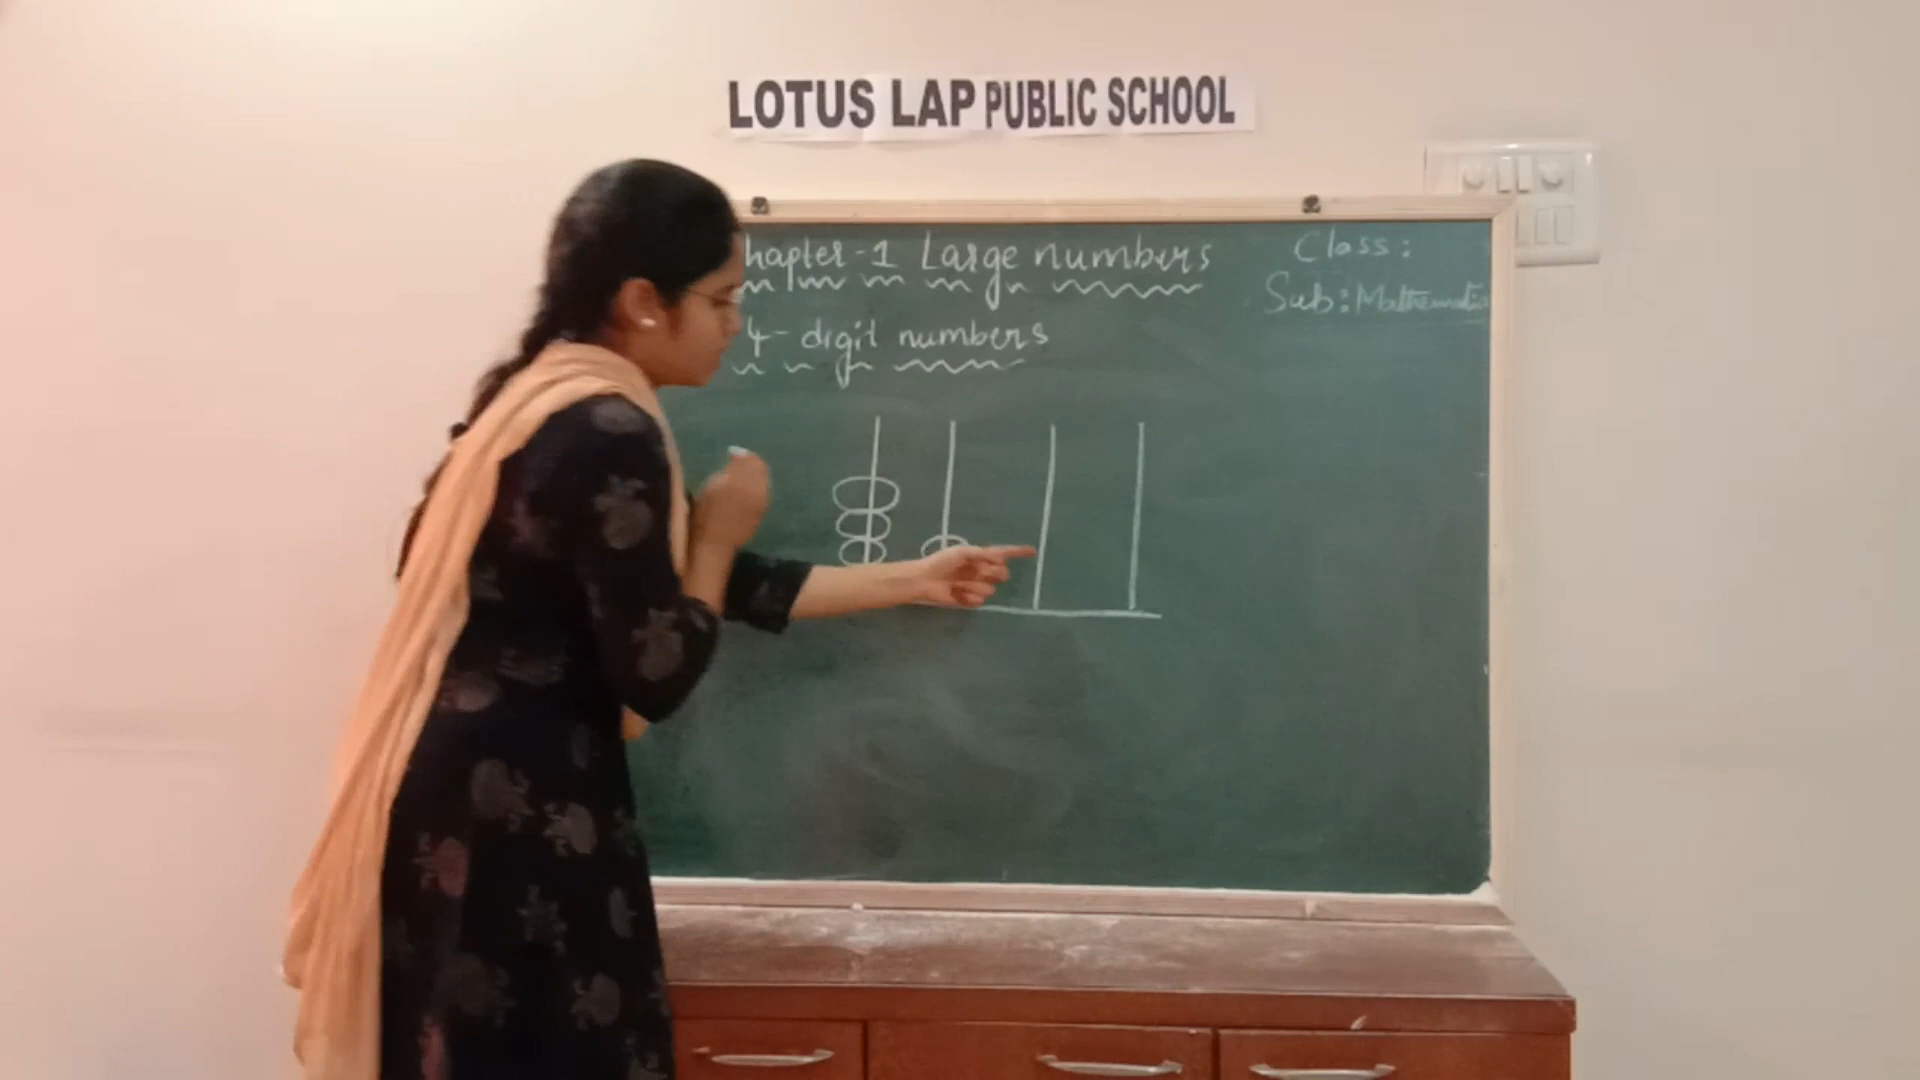 LOTUS LAP PUBLIC SCHOOL
hapter-1 Large numbers
Class:
Sub: Mathematics
4-digit numbers